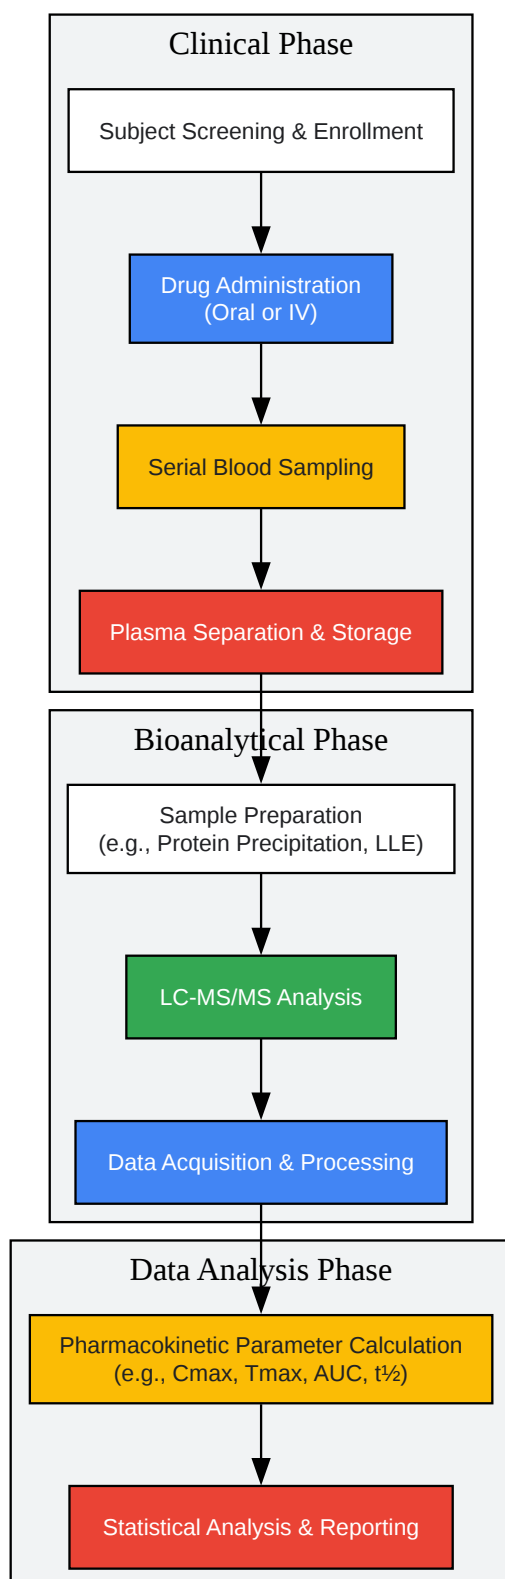 Clinical Phase
Subject Screening & Enrollment
Drug Administration
(Oral or IV)
Serial Blood Sampling
Plasma Separation & Storage
Bioanalytical Phase
Sample Preparation
(e.g., Protein Precipitation, LLE)
LC-MS/MS Analysis
Data Acquisition & Processing
Data Analysis Phase
Pharmacokinetic Parameter Calculation
(e.g., Cmax, Tmax, AUC, t½)
Statistical Analysis & Reporting